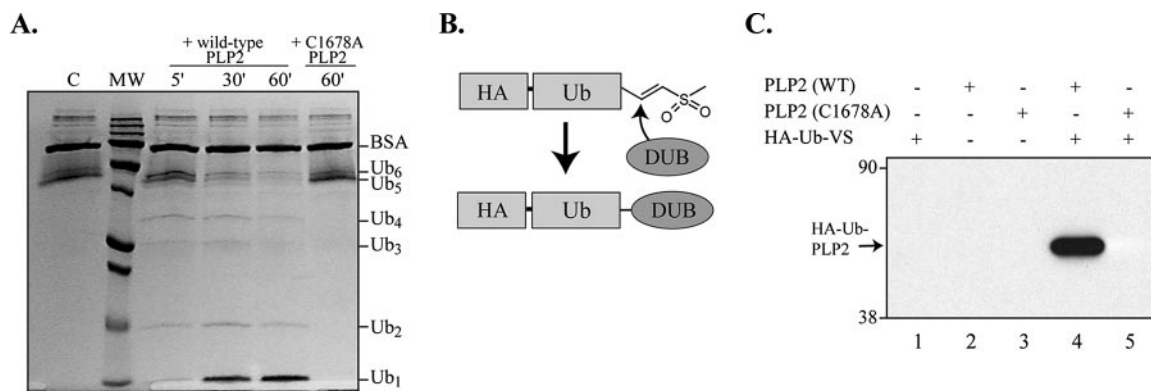 A.
+ wild-type
PLP2
+ C1678A
PLP2
C MW 5' 30' 60' 60'
BSA
Ub6
Ub5
Ub4
Ub3
Ub2
Ub1
B.
HA Ub S O O
DUB
HA Ub DUB
C.
PLP2 (WT) - + - + -
PLP2 (C1678A) - - + - +
HA-Ub-VS + - - + +
90
HA-Ub-
PLP2
38
1 2 3 4 5